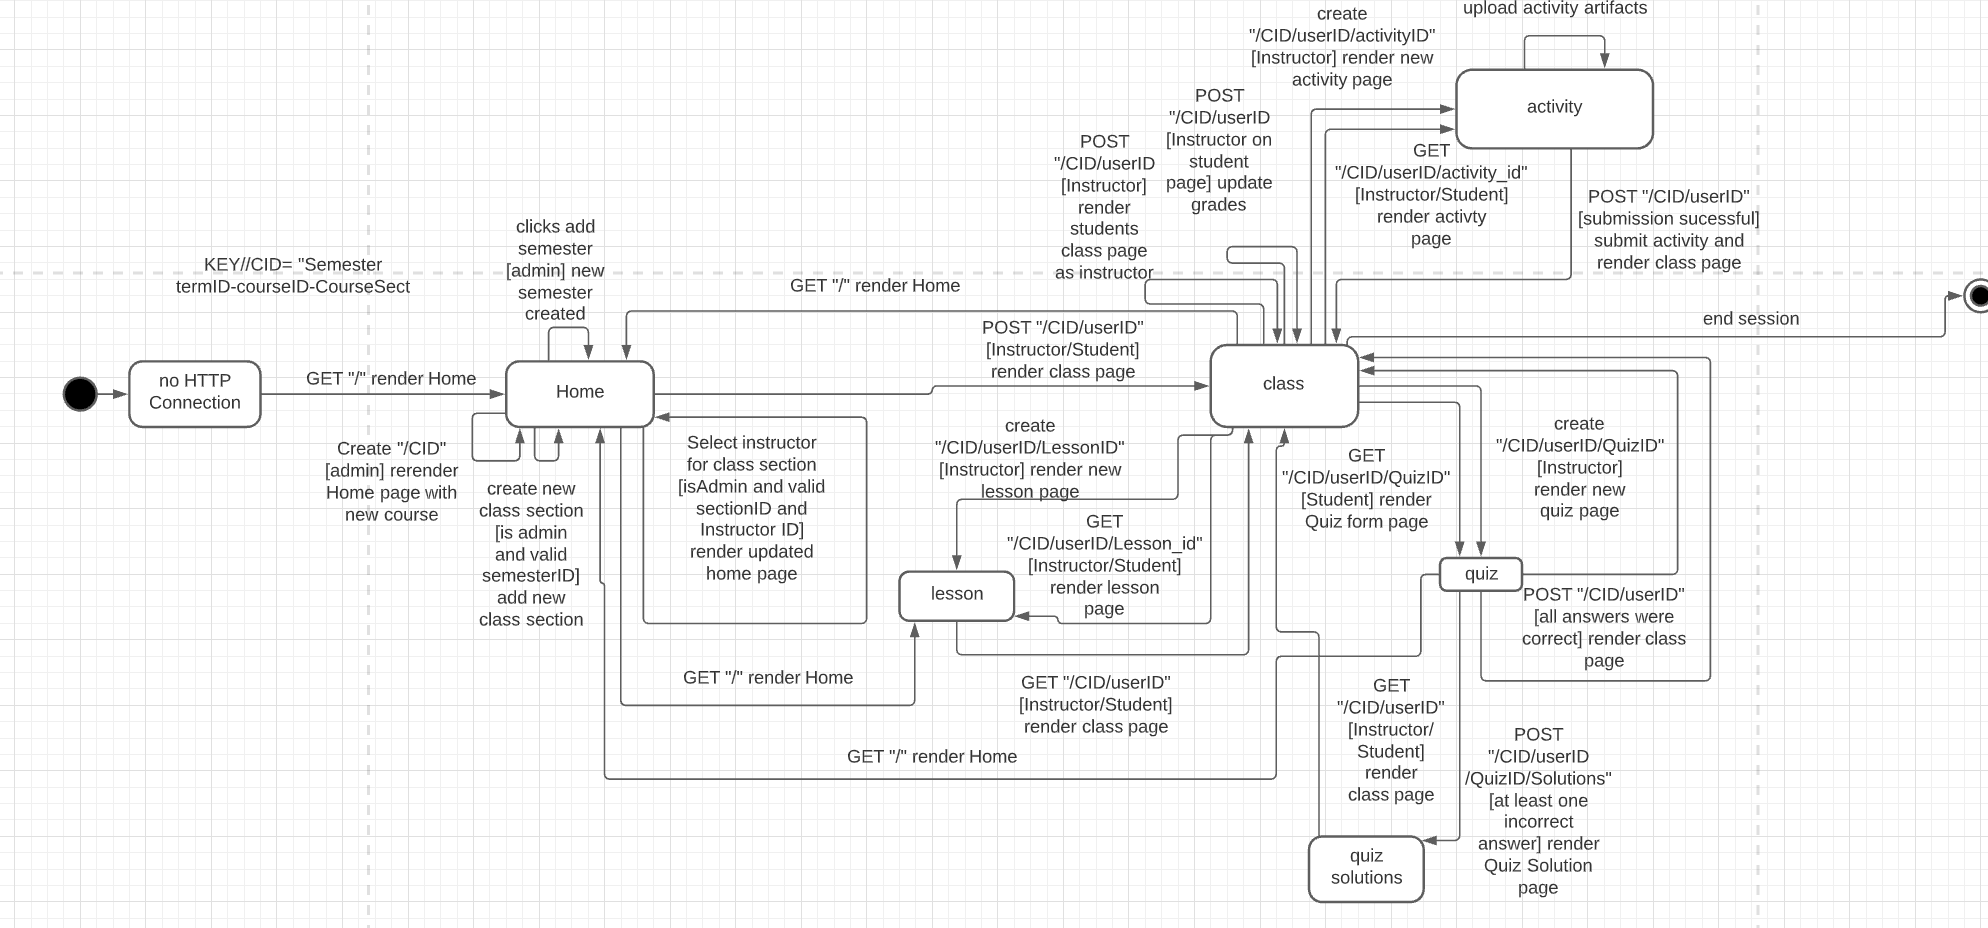 upload activity artifacts
create
"/CID/userID/activityID"
[Instructor] render new
activity page
activity
POST
"/CID/userID
[Instructor on
student
page] update
grades
POST
"/CID/userID
[Instructor]
render
students
class page
as instructor
GET
"/CID/userID/activity_id"
[Instructor/Student]
render activty
page
POST "/CID/userID"
[submission sucessful]
submit activity and
render class page
KEY//CID= "Semester
termID-courseID-CourseSect
clicks add
semester
[admin] new
semester
created
GET "/" render Home
end session
POST "/CID/userID"
[Instructor/Student]
render class page
no HTTP
Connection
GET "/" render Home
Home
class
Create "/CID"
[admin] rerender
Home page with
new course
create new
class section
[is admin
and valid
semesterID]
add new
class section
Select instructor
for class section
[isAdmin and valid
sectionID and
Instructor ID]
render updated
home page
create
"/CID/userID/LessonID"
[Instructor] render new
lesson page
GET
"/CID/userID/Lesson_id"
[Instructor/Student]
render lesson
page
lesson
GET
"/CID/userID/QuizID"
[Student] render
Quiz form page
create
"/CID/userID/QuizID"
[Instructor]
render new
quiz page
quiz
POST "/CID/userID"
[all answers were
correct] render class
page
GET "/" render Home
GET "/CID/userID"
[Instructor/Student]
render class page
GET "/" render Home
GET
"/CID/userID"
[Instructor/
Student]
render
class page
POST
"/CID/userID
/QuizID/Solutions"
[at least one
incorrect
answer] render
Quiz Solution
page
quiz
solutions